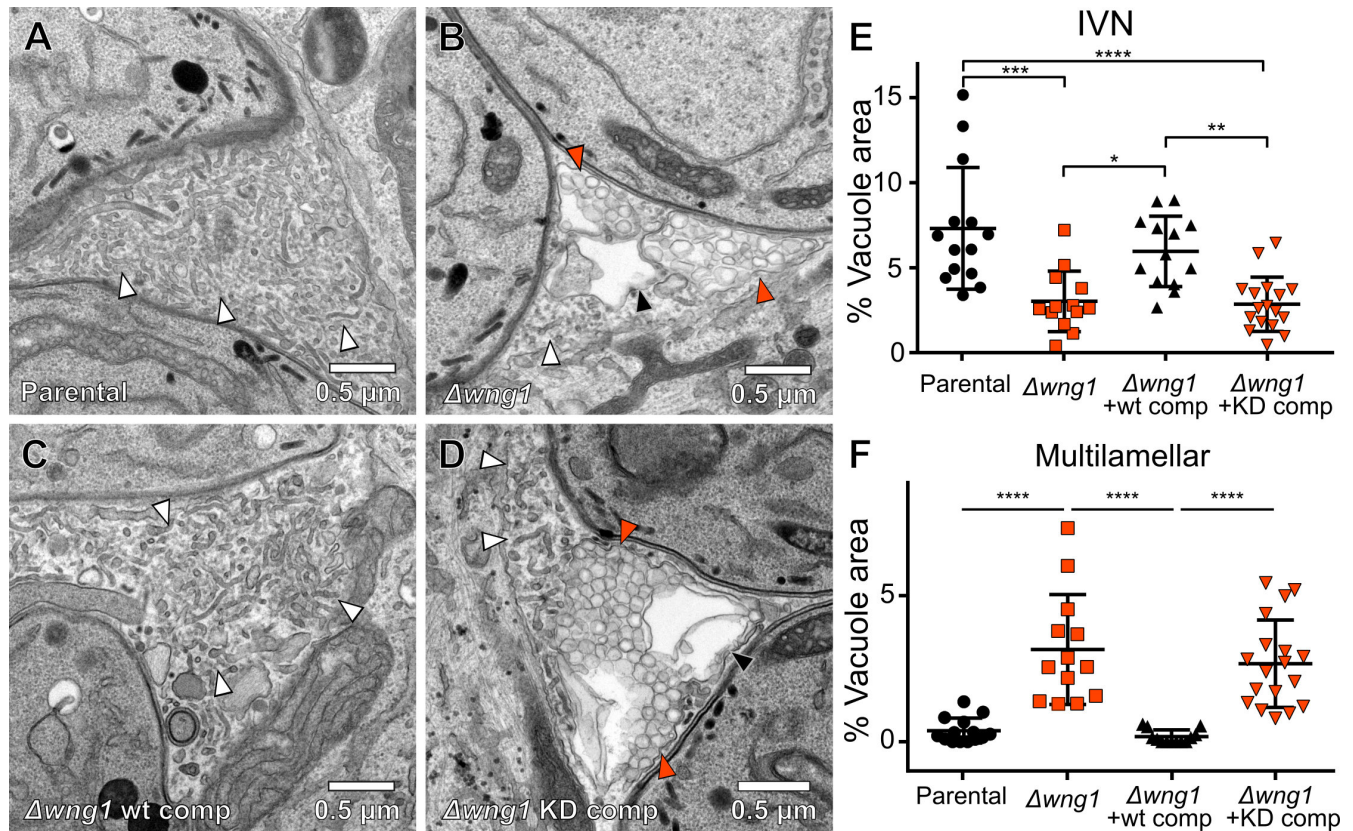 A
Parental
0.5 µm
B
Δwng1
0.5 µm
C
Δwng1 wt comp
0.5 µm
D
Δwng1 KD comp
0.5 µm
E
IVN
% Vacuole area
15
10
5
0
****
***
**
*
Parental
Δwng1
Δwng1
+wt comp
Δwng1
+KD comp
F
Multilamellar
% Vacuole area
5
0
****
****
****
Parental
Δwng1
Δwng1
+wt comp
Δwng1
+KD comp